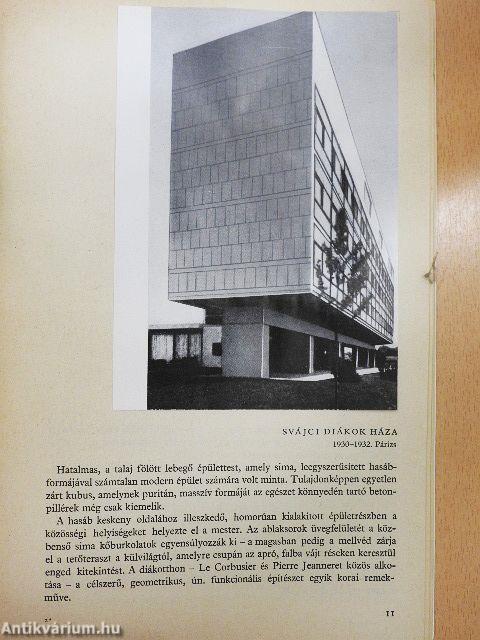 SVÁJCI DIÁKOK HÁZA
1930–1932. Párizs
Hatalmas, a talaj fölött lebegő épülettest, amely sima, leegyszerűsített hasáb-
formájával számtalan modern épület számára volt minta. Tulajdonképpen egyetlen
zárt kubus, amelynek puritán, masszív formáját az egészet könnyedén tartó beton-
pillérek még csak kiemelik.
A hasáb keskeny oldalához illeszkedő, homorúan kialakított épületrészben a
közösségi helyiségeket helyezte el a mester. Az ablaksorok üvegfelületét a köz-
benső sima kőburkolatok egyensúlyozzák ki – a magasban pedig a mellvéd zárja
el a tetőteraszt a külvilágtól, amelyre csupán az apró, falba vájt réseken keresztül
enged kitekintést. A diákotthon – Le Corbusier és Pierre Jeanneret közös alko-
tása – a célszerű, geometrikus, ún. funkcionális építészet egyik korai remek-
műve.
11
Antikvárium.hu